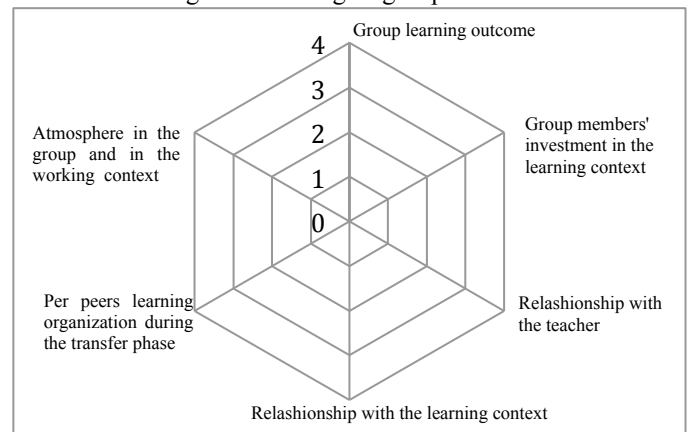 Group learning outcome
4
3
2
1
0
Group members'
investment in the
learning context
Relashionship with
the teacher
Relashionship with the learning context
Per peers learning
organization during
the transfer phase
Atmosphere in the
group and in the
working context